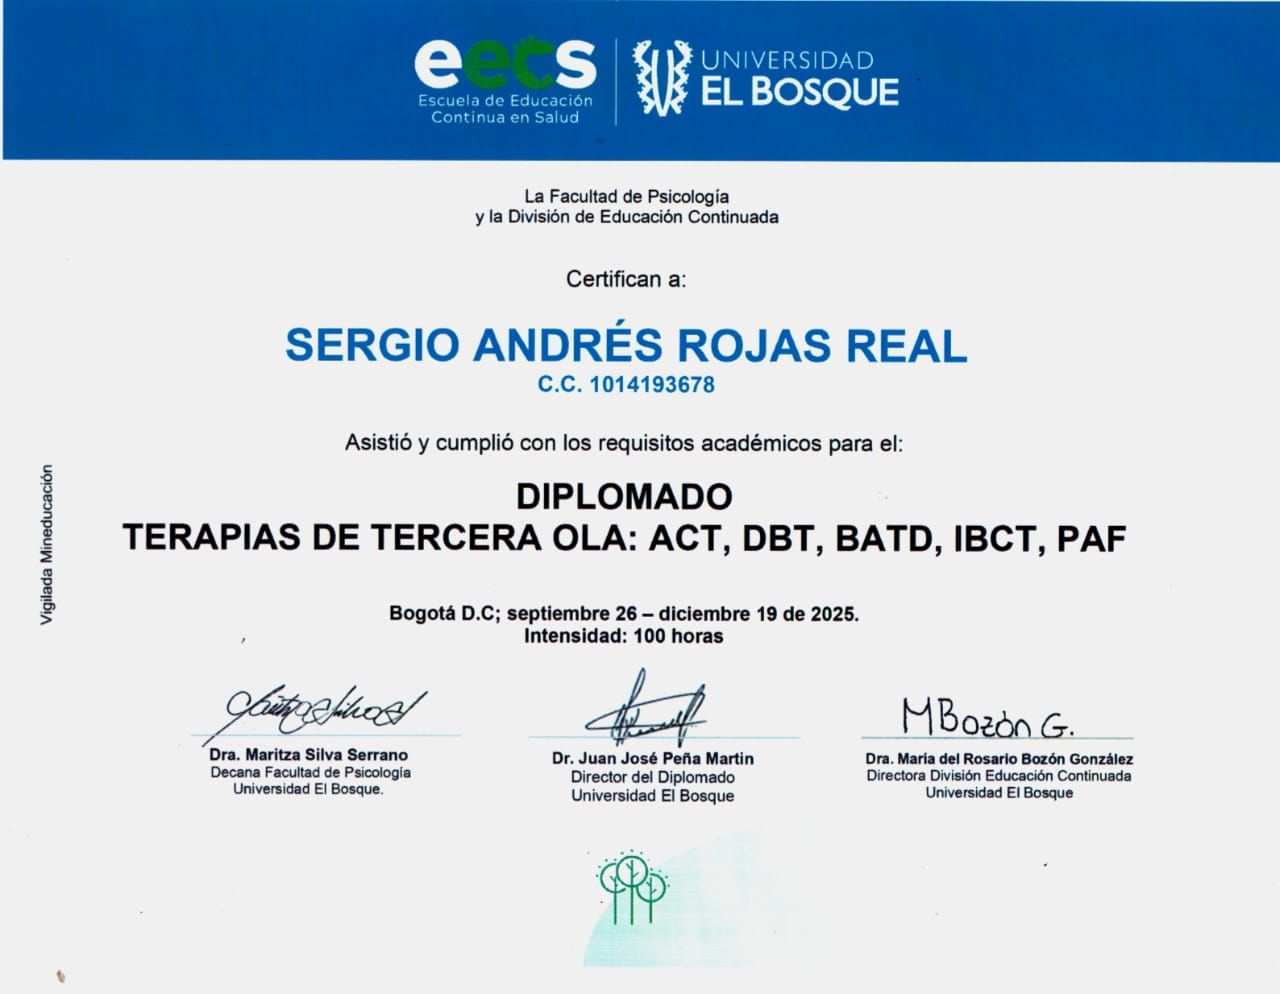 eecs
Escuela de Educación
Continua en Salud
UNIVERSIDAD
EL BOSQUE
La Facultad de Psicología
y la División de Educación Continuada
Certifican a:
SERGIO ANDRÉS ROJAS REAL
C.C. 1014193678
Asistió y cumplió con los requisitos académicos para el:
DIPLOMADO
TERAPIAS DE TERCERA OLA: ACT, DBT, BATD, IBCT, PAF
Bogotá D.C; septiembre 26 – diciembre 19 de 2025.
Intensidad: 100 horas
Vigilada Mineducación
Dra. Maritza Silva Serrano
Decana Facultad de Psicología
Universidad El Bosque.
Dr. Juan José Peña Martin
Director del Diplomado
Universidad El Bosque
MBozón G.
Dra. María del Rosario Bozón González
Directora División Educación Continuada
Universidad El Bosque